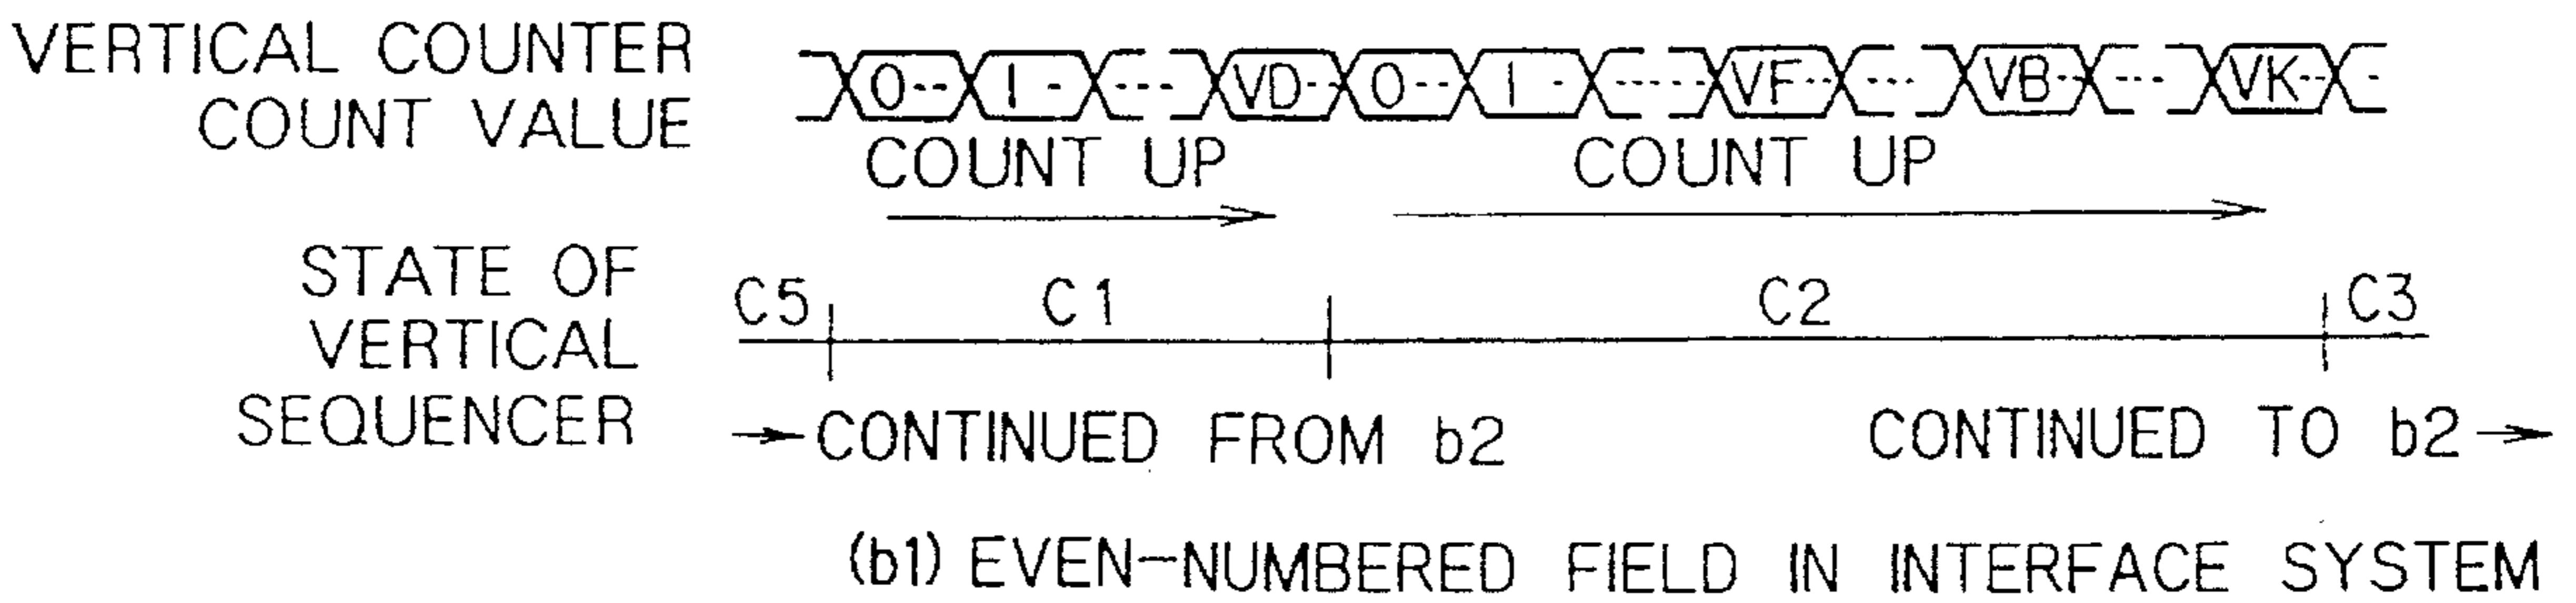 VERTICAL COUNTER
COUNT VALUE
0-- 1 - --- VD-- 0-- 1 - ----- VF-- --- VB-- --- VK-- -
COUNT UP COUNT UP
STATE OF
VERTICAL
SEQUENCER
C5 C1 C2 C3
→CONTINUED FROM b2 CONTINUED TO b2→
(b1) EVEN-NUMBERED FIELD IN INTERFACE SYSTEM